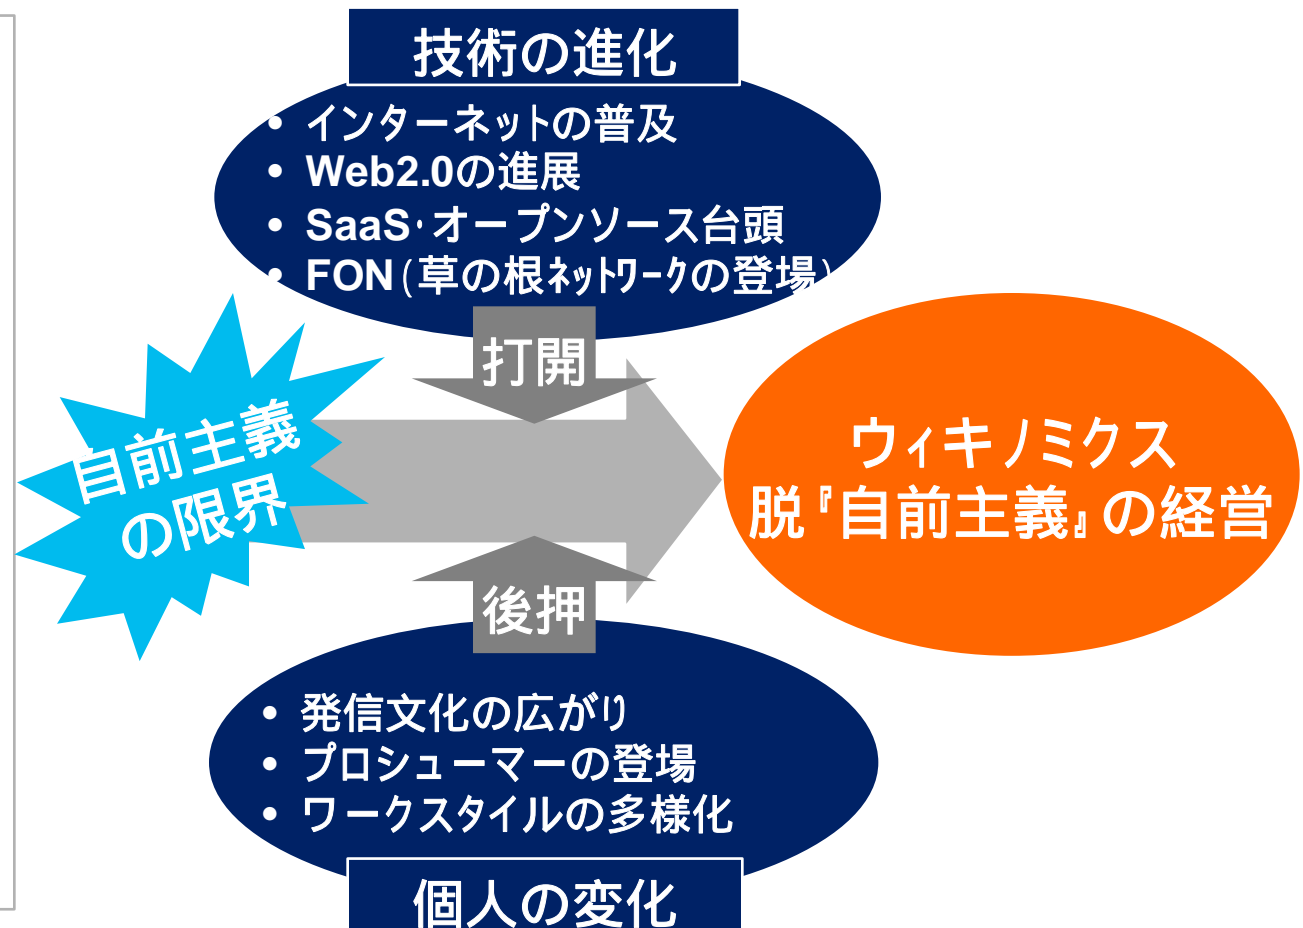 技術の進化
• インターネットの普及
• Web2.0の進展
• SaaS･オープンソース台頭
• FON(草の根ﾈｯﾄﾜｰｸの登場)
打開
自前主義
の限界
ウィキノミクス
脱『自前主義』の経営
後押
• 発信文化の広がり
• プロシューマーの登場
• ワークスタイルの多様化
個人の変化